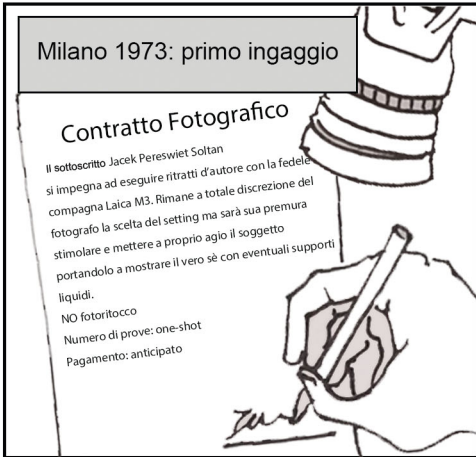 Milano 1973: primo ingaggio
Contratto Fotografico
Il sottoscritto Jacek Pereswiet Soltan
si impegna ad eseguire ritratti d'autore con la fedele
compagna Laica M3. Rimane a totale discrezione del
fotografo la scelta del setting ma sarà sua premura
stimolare e mettere a proprio agio il soggetto
portandolo a mostrare il vero sè con eventuali supporti
liquidi.
NO fotoritocco
Numero di prove: one-shot
Pagamento: anticipato